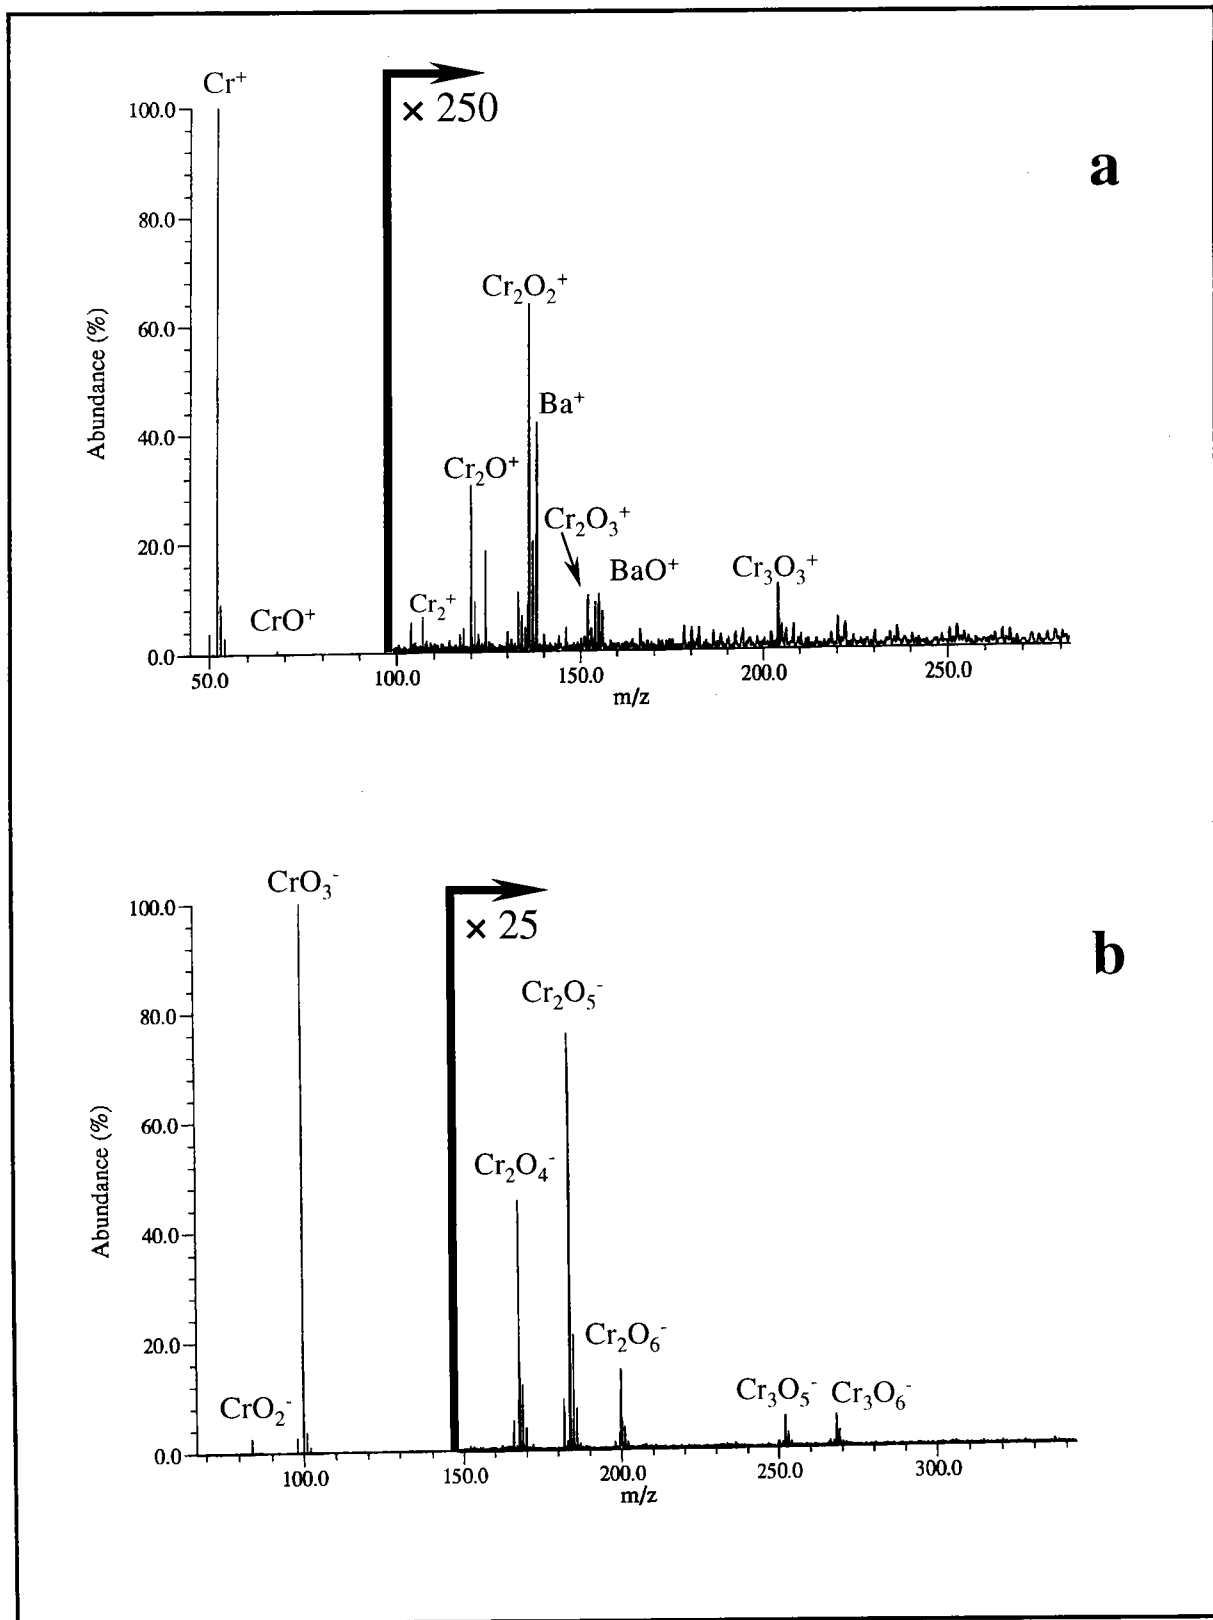 Cr⁺
× 250
a
100.0
80.0
60.0
40.0
20.0
0.0
Abundance (%)
Cr₂O₂⁺
Ba⁺
Cr₂O⁺
Cr₂O₃⁺
BaO⁺
Cr₃O₃⁺
Cr₂⁺
CrO⁺
50.0 100.0 150.0 200.0 250.0
m/z
CrO₃⁻
× 25
b
100.0
80.0
60.0
40.0
20.0
0.0
Abundance (%)
Cr₂O₅⁻
Cr₂O₄⁻
Cr₂O₆⁻
Cr₃O₅⁻ Cr₃O₆⁻
CrO₂⁻
100.0 150.0 200.0 250.0 300.0
m/z